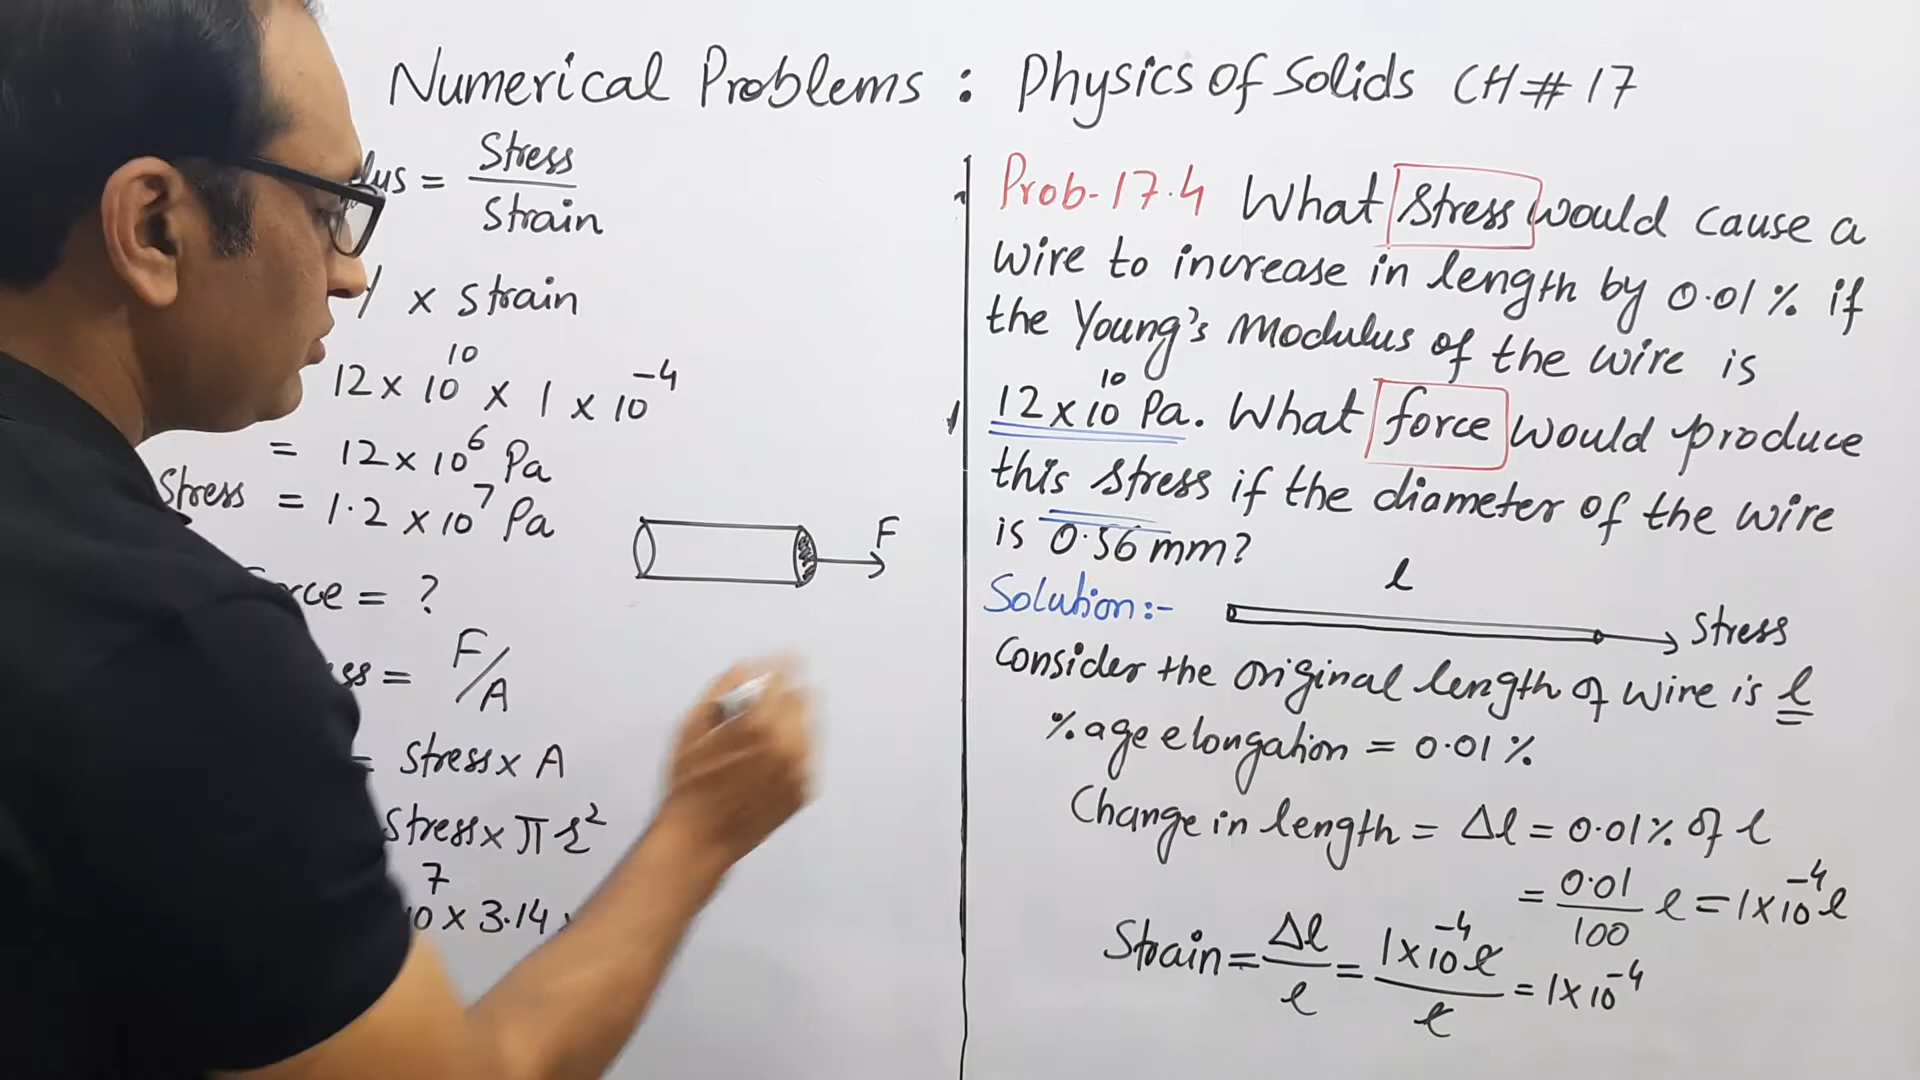 Numerical Problems : Physics of Solids CH# 17
lus = Stress / Strain
Y x strain
12 x 10^10 x 1 x 10^-4
= 12 x 10^6 Pa
Stress = 1.2 x 10^7 Pa
F
rce = ?
ss = F/A
= stress x A
stress x π r^2
10^7 x 3.14 x
Prob-17.4 What stress would cause a
wire to increase in length by 0.01% if
the Young's Modulus of the wire is
12 x 10^10 Pa. What force would produce
this stress if the diameter of the wire
is 0.56 mm?
l
Solution:-
Stress
Consider the original length of wire is l
%age elongation = 0.01%
Change in length = Δl = 0.01% of l
= 0.01/100 l = 1 x 10^-4 l
Strain = Δl/l = 1 x 10^-4 l / l = 1 x 10^-4